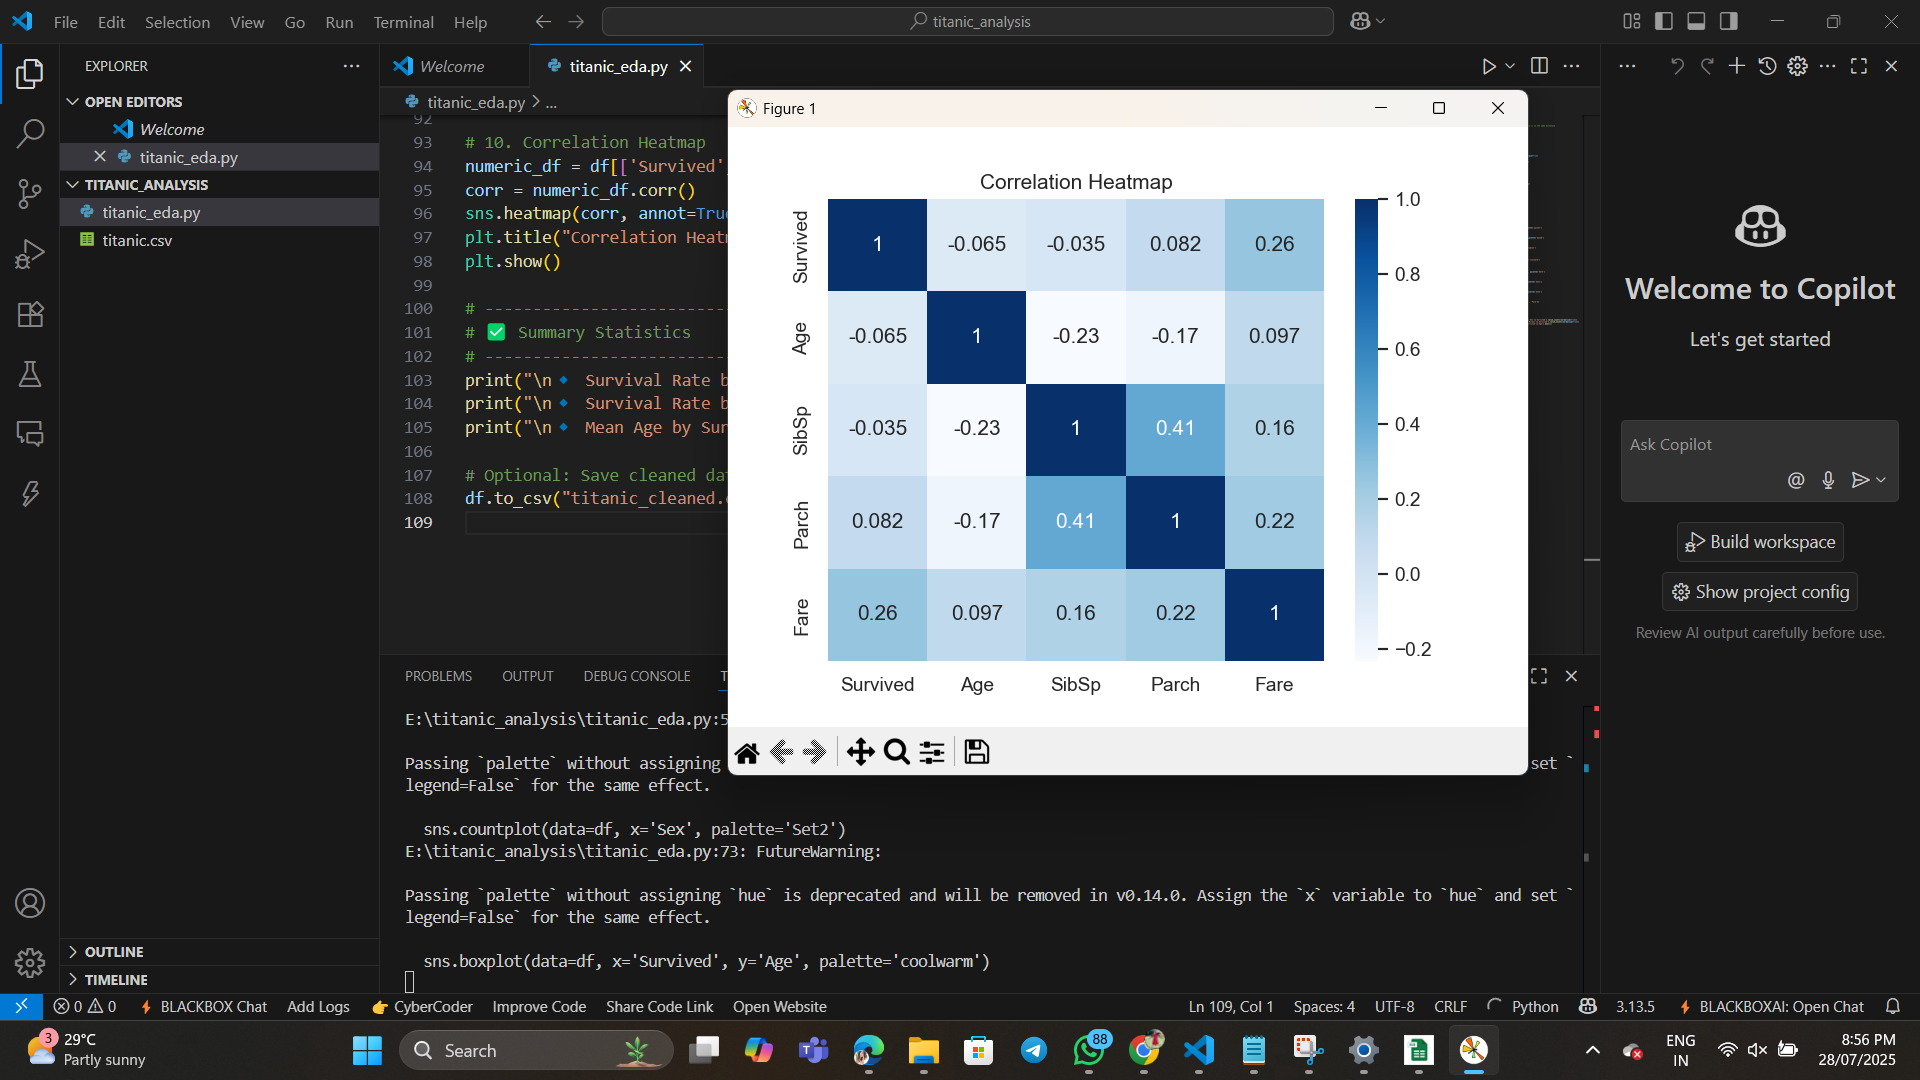 File Edit Selection View Go Run Terminal Help
titanic_analysis
EXPLORER
OPEN EDITORS
Welcome
titanic_eda.py
TITANIC_ANALYSIS
titanic_eda.py
titanic.csv
OUTLINE
TIMELINE
Welcome
titanic_eda.py
titanic_eda.py > ...
92
93 # 10. Correlation Heatmap
94 numeric_df = df[['Survived'
95 corr = numeric_df.corr()
96 sns.heatmap(corr, annot=True
97 plt.title("Correlation Heat
98 plt.show()
99
100 # --------------------------
101 # ✅ Summary Statistics
102 # --------------------------
103 print("\n🔹 Survival Rate b
104 print("\n🔹 Survival Rate b
105 print("\n🔹 Mean Age by Sur
106
107 # Optional: Save cleaned da
108 df.to_csv("titanic_cleaned.
109
Figure 1
Correlation Heatmap
Survived 1 -0.065 -0.035 0.082 0.26
Age -0.065 1 -0.23 -0.17 0.097
SibSp -0.035 -0.23 1 0.41 0.16
Parch 0.082 -0.17 0.41 1 0.22
Fare 0.26 0.097 0.16 0.22 1
Survived Age SibSp Parch Fare
1.0
0.8
0.6
0.4
0.2
0.0
−0.2
PROBLEMS OUTPUT DEBUG CONSOLE T
E:\titanic_analysis\titanic_eda.py:5
Passing `palette` without assigning set `
legend=False` for the same effect.
sns.countplot(data=df, x='Sex', palette='Set2')
E:\titanic_analysis\titanic_eda.py:73: FutureWarning:
Passing `palette` without assigning `hue` is deprecated and will be removed in v0.14.0. Assign the `x` variable to `hue` and set `
legend=False` for the same effect.
sns.boxplot(data=df, x='Survived', y='Age', palette='coolwarm')
Welcome to Copilot
Let's get started
Ask Copilot
Build workspace
Show project config
Review AI output carefully before use.
0 0 BLACKBOX Chat Add Logs 👉 CyberCoder Improve Code Share Code Link Open Website Ln 109, Col 1 Spaces: 4 UTF-8 CRLF Python 3.13.5 BLACKBOXAI: Open Chat
3
29°C
Partly sunny
Search
88
ENG
IN
8:56 PM
28/07/2025